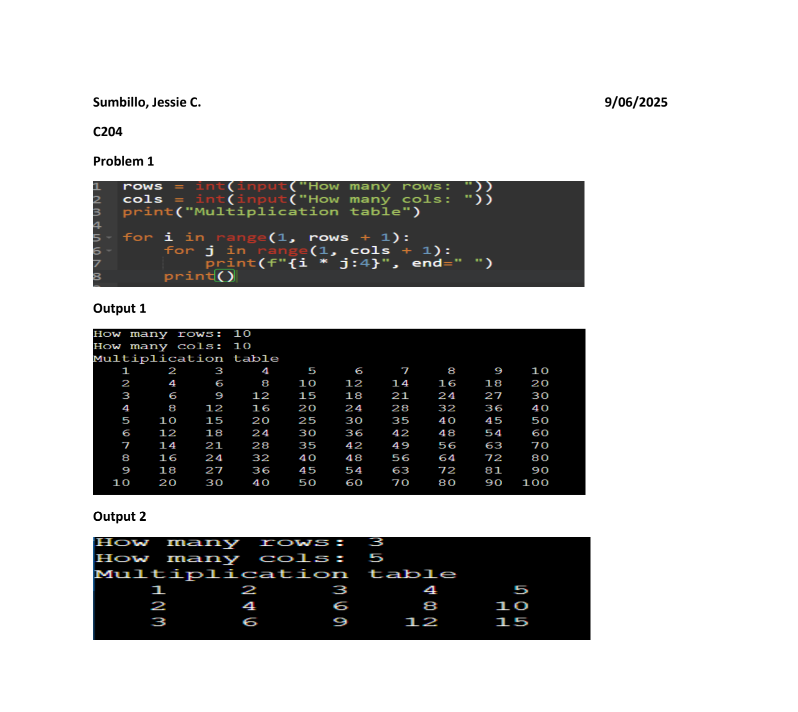 Sumbillo, Jessie C. 9/06/2025
C204
Problem 1
1 rows = int(input("How many rows: "))
2 cols = int(input("How many cols: "))
3 print("Multiplication table")
4
5 - for i in range(1, rows + 1):
6 - for j in range(1, cols + 1):
7 print(f"{i * j:4}", end=" ")
8 print()
Output 1
How many rows: 10
How many cols: 10
Multiplication table
1 2 3 4 5 6 7 8 9 10
2 4 6 8 10 12 14 16 18 20
3 6 9 12 15 18 21 24 27 30
4 8 12 16 20 24 28 32 36 40
5 10 15 20 25 30 35 40 45 50
6 12 18 24 30 36 42 48 54 60
7 14 21 28 35 42 49 56 63 70
8 16 24 32 40 48 56 64 72 80
9 18 27 36 45 54 63 72 81 90
10 20 30 40 50 60 70 80 90 100
Output 2
How many rows: 3
How many cols: 5
Multiplication table
1 2 3 4 5
2 4 6 8 10
3 6 9 12 15